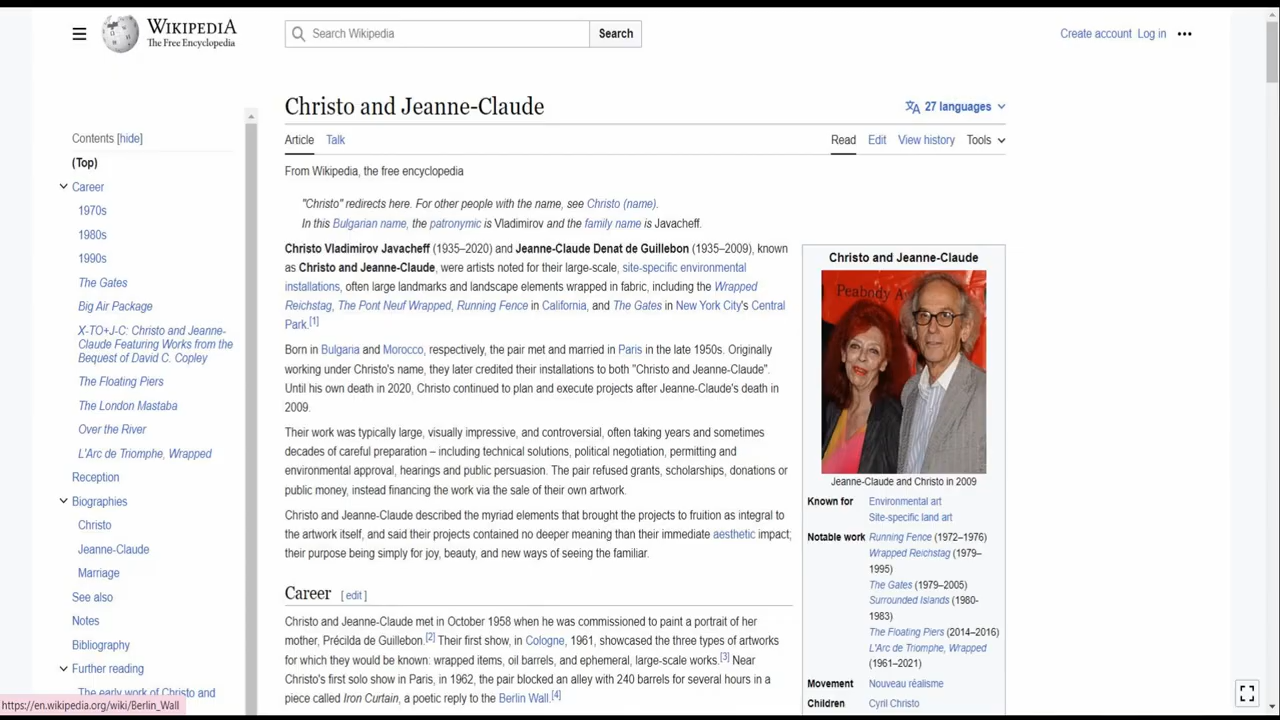 WIKIPEDIA
The Free Encyclopedia
Search Wikipedia
Search
Create account Log in
Christo and Jeanne-Claude
27 languages
Article Talk
Read Edit View history Tools
From Wikipedia, the free encyclopedia
Contents [hide]
(Top)
Career
1970s
1980s
1990s
The Gates
Big Air Package
X-TO+J-C: Christo and Jeanne-
Claude Featuring Works from the
Bequest of David C. Copley
The Floating Piers
The London Mastaba
Over the River
L'Arc de Triomphe, Wrapped
Reception
Biographies
Christo
Jeanne-Claude
Marriage
See also
Notes
Bibliography
Further reading
The early work of Christo and
"Christo" redirects here. For other people with the name, see Christo (name).
In this Bulgarian name, the patronymic is Vladimirov and the family name is Javacheff.
Christo Vladimirov Javacheff (1935–2020) and Jeanne-Claude Denat de Guillebon (1935–2009), known
as Christo and Jeanne-Claude, were artists noted for their large-scale, site-specific environmental
installations, often large landmarks and landscape elements wrapped in fabric, including the Wrapped
Reichstag, The Pont Neuf Wrapped, Running Fence in California, and The Gates in New York City's Central
Park.[1]
Born in Bulgaria and Morocco, respectively, the pair met and married in Paris in the late 1950s. Originally
working under Christo's name, they later credited their installations to both "Christo and Jeanne-Claude".
Until his own death in 2020, Christo continued to plan and execute projects after Jeanne-Claude's death in
2009.
Their work was typically large, visually impressive, and controversial, often taking years and sometimes
decades of careful preparation – including technical solutions, political negotiation, permitting and
environmental approval, hearings and public persuasion. The pair refused grants, scholarships, donations or
public money, instead financing the work via the sale of their own artwork.
Christo and Jeanne-Claude described the myriad elements that brought the projects to fruition as integral to
the artwork itself, and said their projects contained no deeper meaning than their immediate aesthetic impact;
their purpose being simply for joy, beauty, and new ways of seeing the familiar.
Career [ edit ]
Christo and Jeanne-Claude met in October 1958 when he was commissioned to paint a portrait of her
mother, Précilda de Guillebon.[2] Their first show, in Cologne, 1961, showcased the three types of artworks
for which they would be known: wrapped items, oil barrels, and ephemeral, large-scale works.[3] Near
Christo's first solo show in Paris, in 1962, the pair blocked an alley with 240 barrels for several hours in a
piece called Iron Curtain, a poetic reply to the Berlin Wall.[4]
Christo and Jeanne-Claude
Peabody
Jeanne-Claude and Christo in 2009
Known for Environmental art
Site-specific land art
Notable work Running Fence (1972–1976)
Wrapped Reichstag (1979–
1995)
The Gates (1979–2005)
Surrounded Islands (1980-
1983)
The Floating Piers (2014–2016)
L'Arc de Triomphe, Wrapped
(1961–2021)
Movement Nouveau réalisme
Children Cyril Christo
https://en.wikipedia.org/wiki/Berlin_Wall